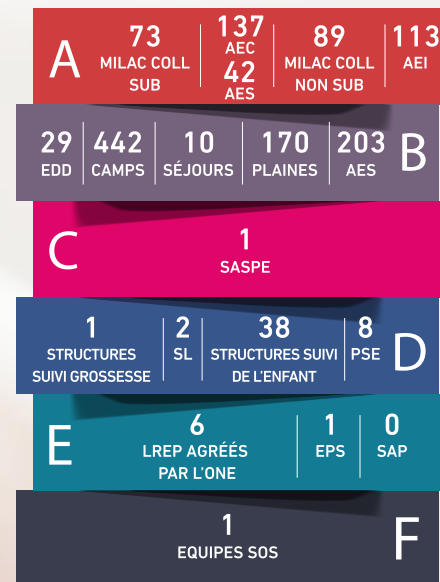 A
73
MILAC COLL
SUB
137
AEC
42
AES
89
MILAC COLL
NON SUB
113
AEI
29
EDD
442
CAMPS
10
SÉJOURS
170
PLAINES
203
AES
B
C
1
SASPE
1
STRUCTURES
SUIVI GROSSESSE
2
SL
38
STRUCTURES SUIVI
DE L'ENFANT
8
PSE
D
E
6
LREP AGRÉÉS
PAR L'ONE
1
EPS
0
SAP
1
EQUIPES SOS
F